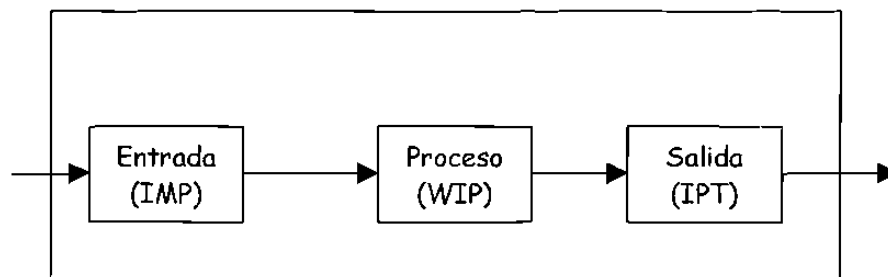 Entrada
(IMP)
Proceso
(WIP)
Salida
(IPT)